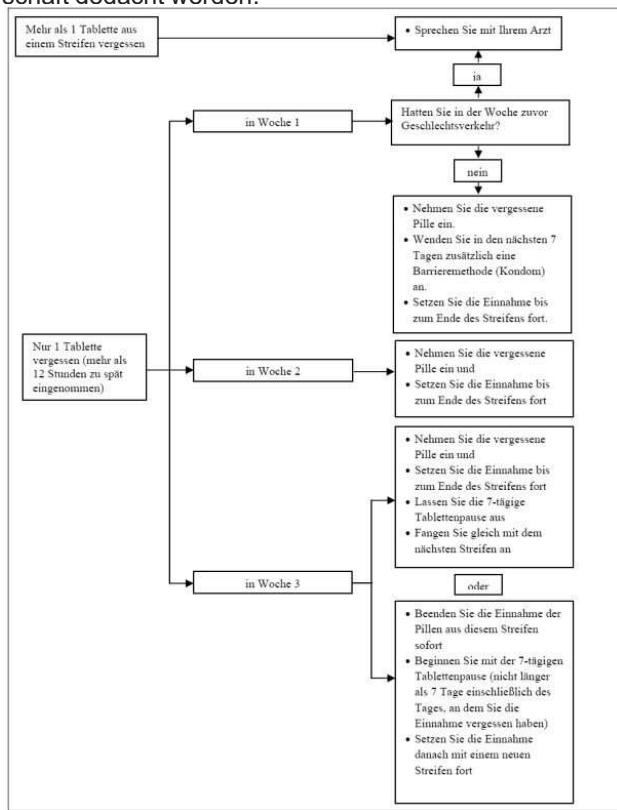 schaft gedacht werden.
Mehr als 1 Tablette aus
einem Streifen vergessen
• Sprechen Sie mit Ihrem Arzt
ja
in Woche 1
Hatten Sie in der Woche zuvor
Geschlechtsverkehr?
nein
• Nehmen Sie die vergessene
Pille ein.
• Wenden Sie in den nächsten 7
Tagen zusätzlich eine
Barrieremethode (Kondom)
an.
• Setzen Sie die Einnahme bis
zum Ende des Streifens fort.
Nur 1 Tablette
vergessen (mehr als
12 Stunden zu spät
eingenommen)
in Woche 2
• Nehmen Sie die vergessene
Pille ein und
• Setzen Sie die Einnahme bis
zum Ende des Streifens fort
• Nehmen Sie die vergessene
Pille ein und
• Setzen Sie die Einnahme bis
zum Ende des Streifens fort
• Lassen Sie die 7-tägige
Tablettenpause aus
• Fangen Sie gleich mit dem
nächsten Streifen an
in Woche 3
oder
• Beenden Sie die Einnahme der
Pillen aus diesem Streifen
sofort
• Beginnen Sie mit der 7-tägigen
Tablettenpause (nicht länger
als 7 Tage einschließlich des
Tages, an dem Sie die
Einnahme vergessen haben)
• Setzen Sie die Einnahme
danach mit einem neuen
Streifen fort